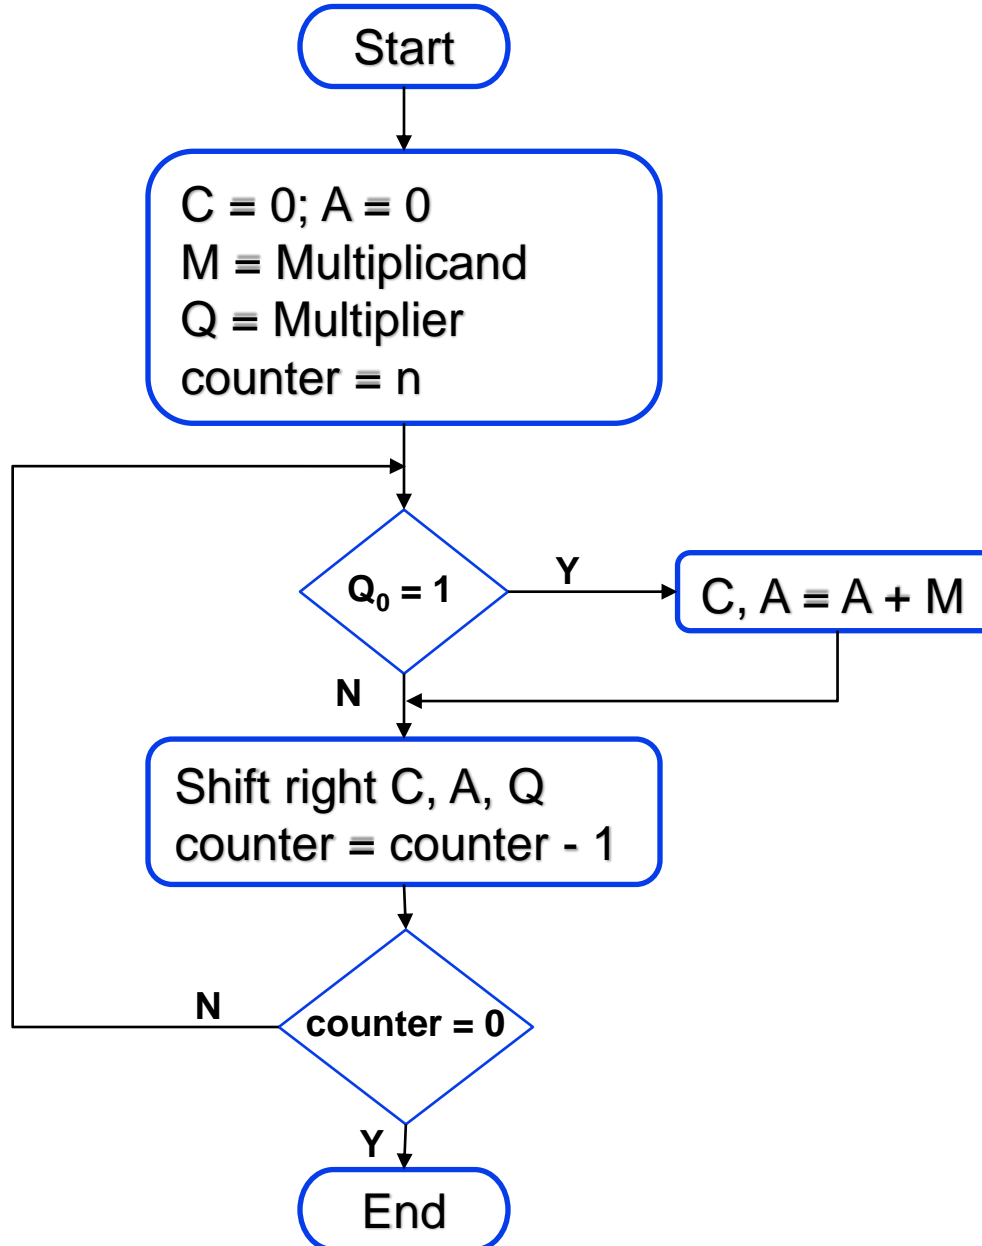 Start
C = 0; A = 0
M = Multiplicand
Q = Multiplier
counter = n
Q₀ = 1
Y
C, A = A + M
N
Shift right C, A, Q
counter = counter - 1
N
counter = 0
Y
End